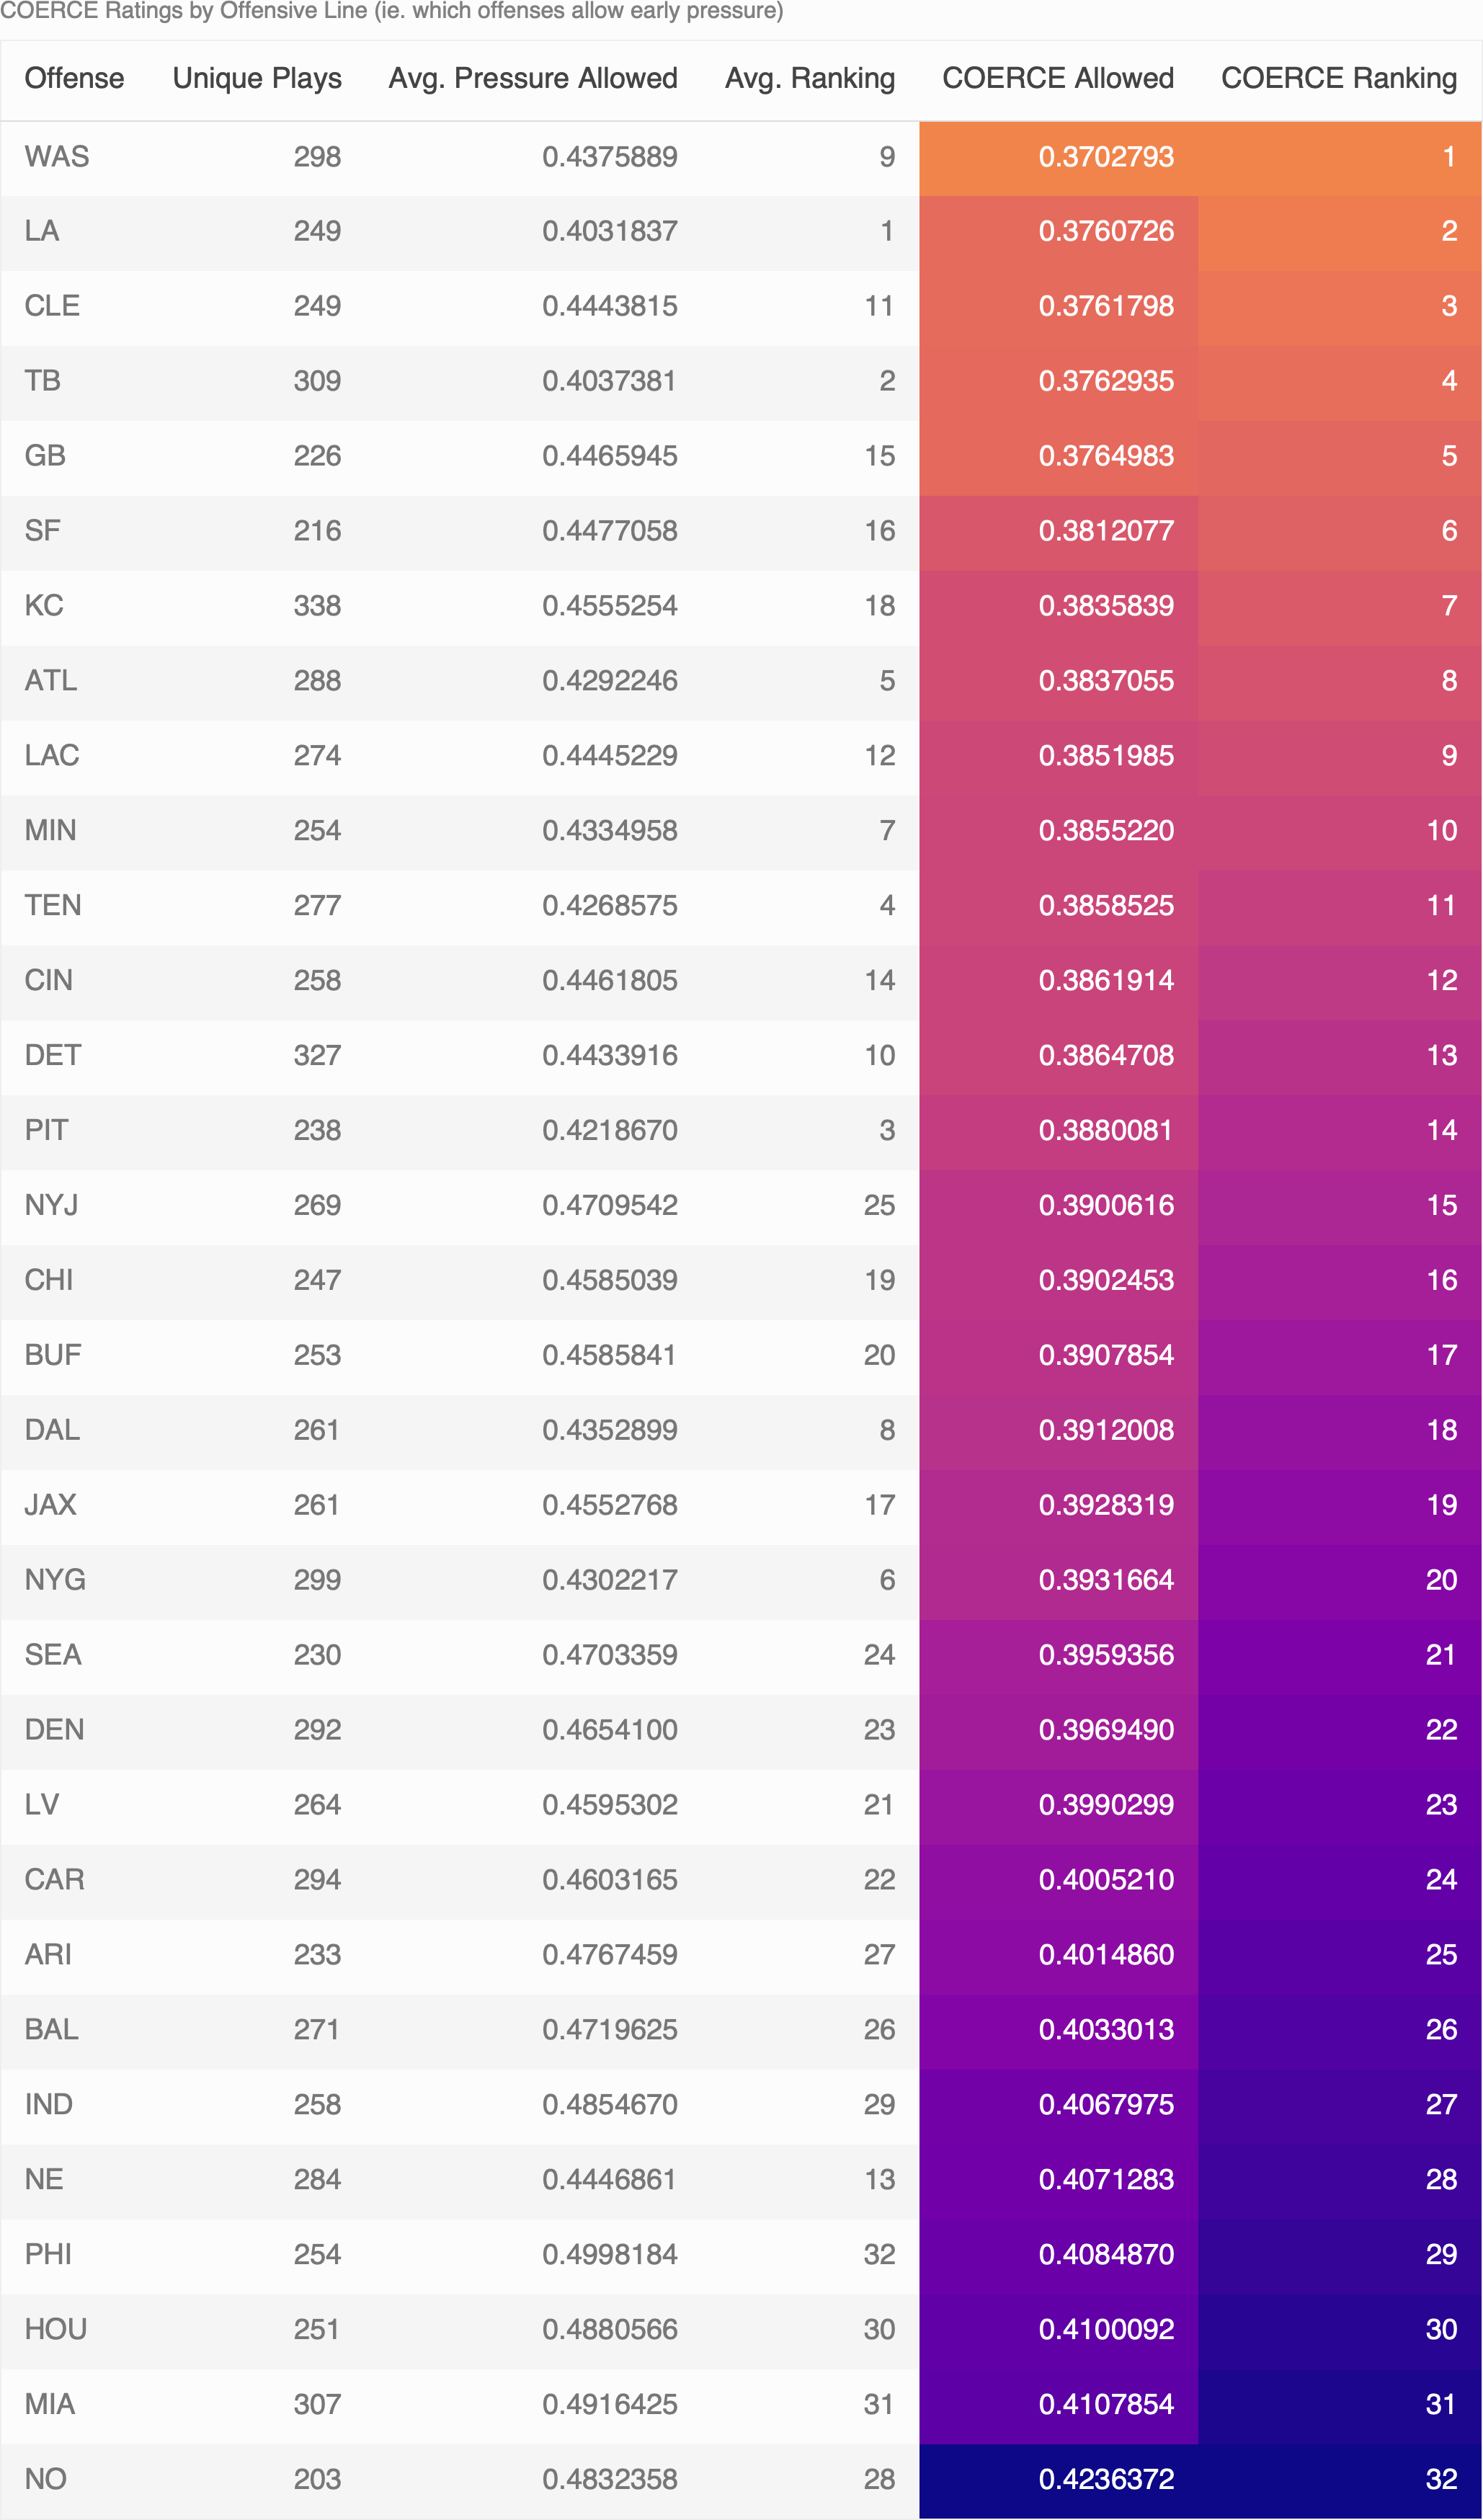 COERCE Ratings by Offensive Line (ie. which offenses allow early pressure)
Offense Unique Plays Avg. Pressure Allowed Avg. Ranking COERCE Allowed COERCE Ranking
WAS 298 0.4375889 9 0.3702793 1
LA 249 0.4031837 1 0.3760726 2
CLE 249 0.4443815 11 0.3761798 3
TB 309 0.4037381 2 0.3762935 4
GB 226 0.4465945 15 0.3764983 5
SF 216 0.4477058 16 0.3812077 6
KC 338 0.4555254 18 0.3835839 7
ATL 288 0.4292246 5 0.3837055 8
LAC 274 0.4445229 12 0.3851985 9
MIN 254 0.4334958 7 0.3855220 10
TEN 277 0.4268575 4 0.3858525 11
CIN 258 0.4461805 14 0.3861914 12
DET 327 0.4433916 10 0.3864708 13
PIT 238 0.4218670 3 0.3880081 14
NYJ 269 0.4709542 25 0.3900616 15
CHI 247 0.4585039 19 0.3902453 16
BUF 253 0.4585841 20 0.3907854 17
DAL 261 0.4352899 8 0.3912008 18
JAX 261 0.4552768 17 0.3928319 19
NYG 299 0.4302217 6 0.3931664 20
SEA 230 0.4703359 24 0.3959356 21
DEN 292 0.4654100 23 0.3969490 22
LV 264 0.4595302 21 0.3990299 23
CAR 294 0.4603165 22 0.4005210 24
ARI 233 0.4767459 27 0.4014860 25
BAL 271 0.4719625 26 0.4033013 26
IND 258 0.4854670 29 0.4067975 27
NE 284 0.4446861 13 0.4071283 28
PHI 254 0.4998184 32 0.4084870 29
HOU 251 0.4880566 30 0.4100092 30
MIA 307 0.4916425 31 0.4107854 31
NO 203 0.4832358 28 0.4236372 32